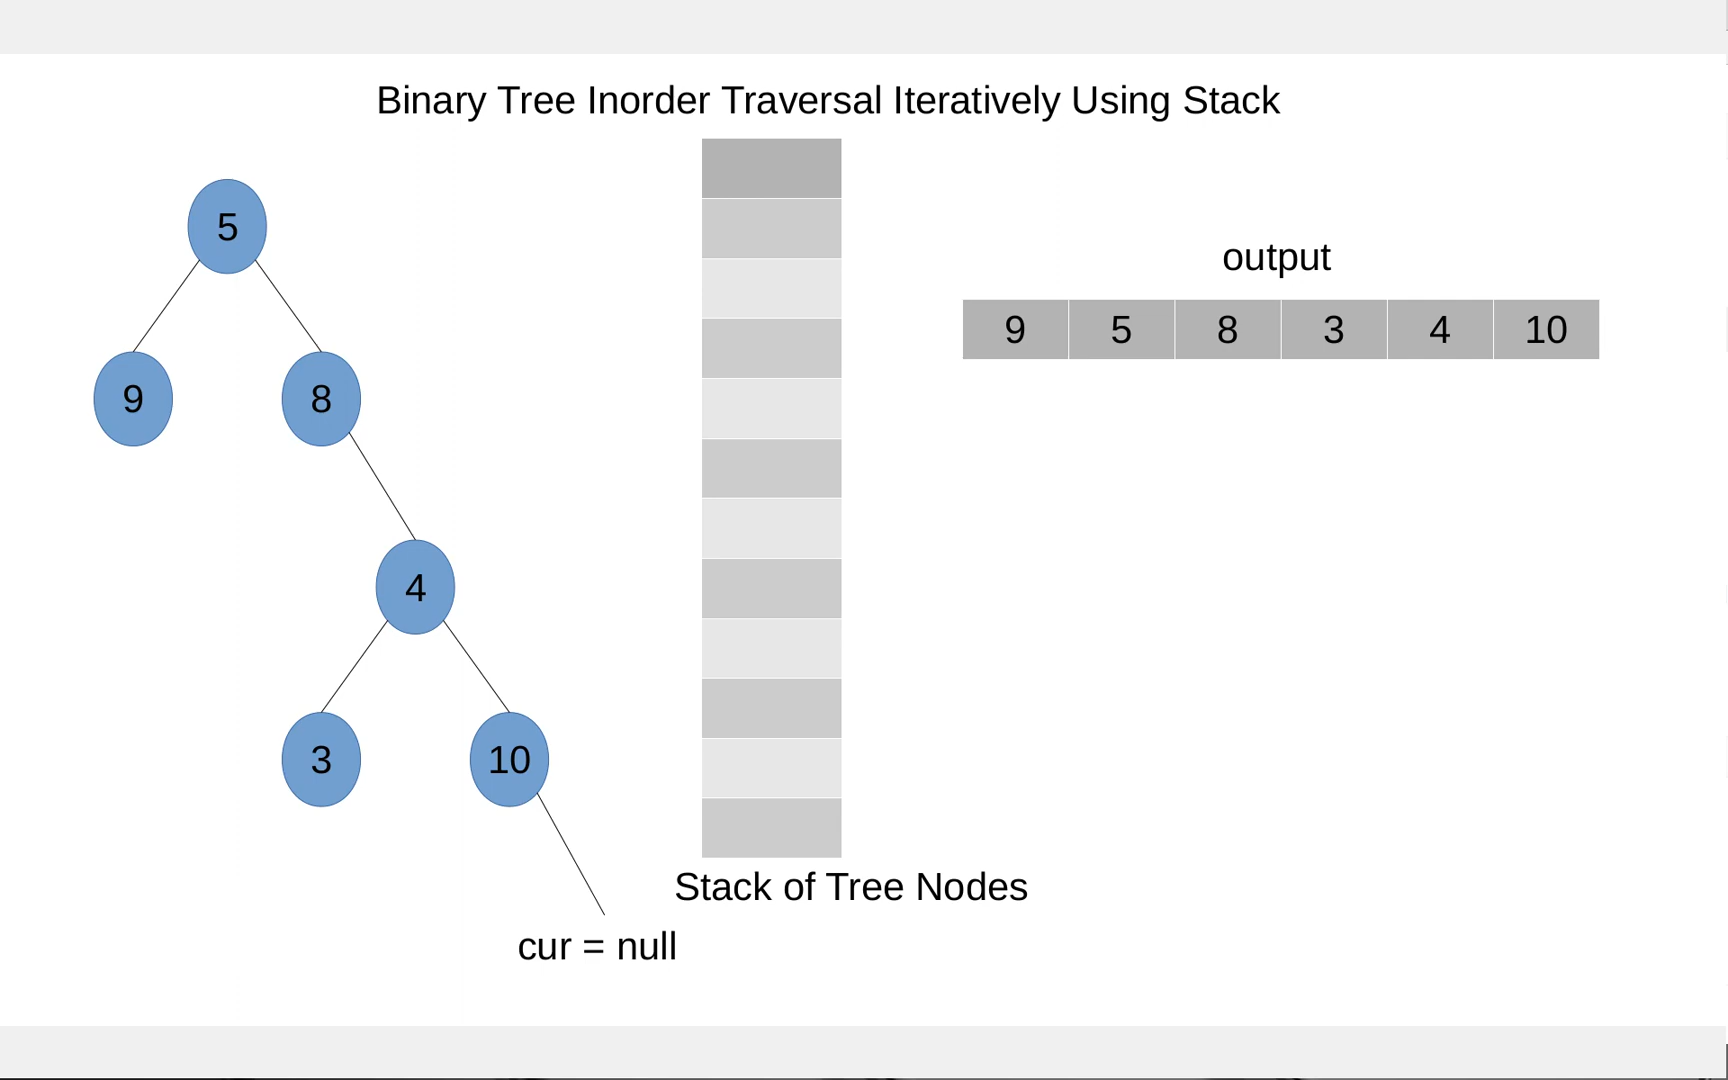 Binary Tree Inorder Traversal Iteratively Using Stack
5
output
9 5 8 3 4 10
9 8
4
3 10
Stack of Tree Nodes
cur = null